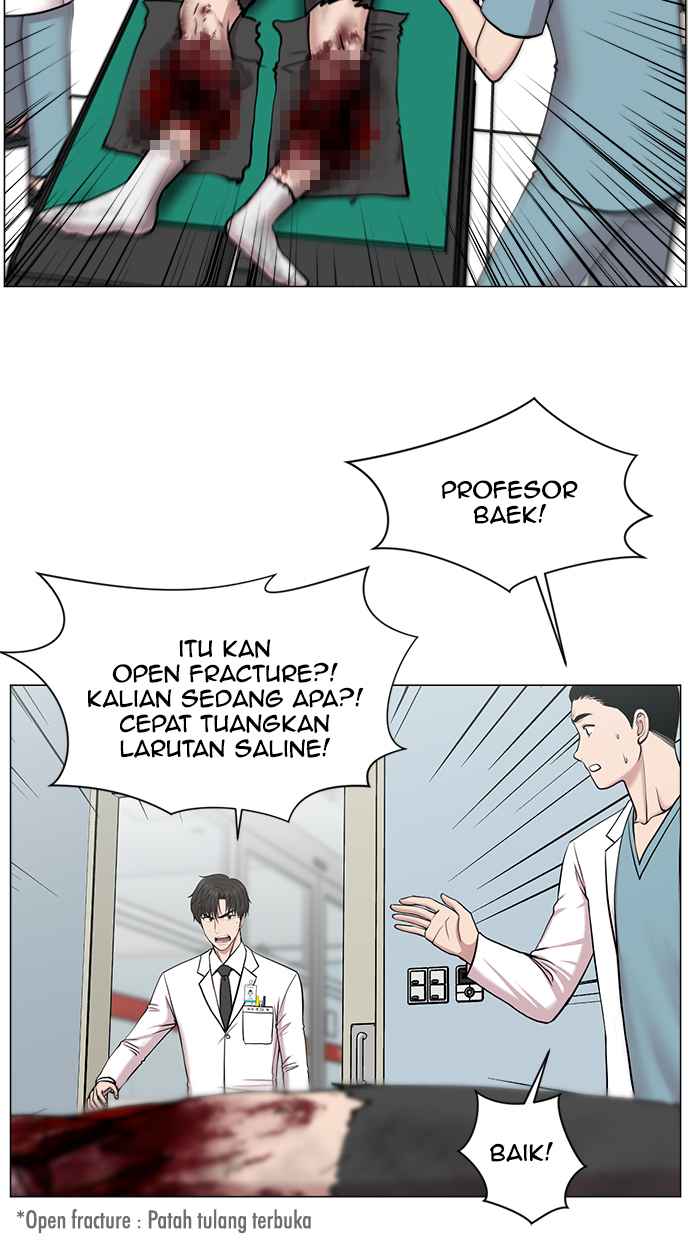 PROFESOR
BAEK!
ITU KAN
OPEN FRACTURE?!
KALIAN SEDANG APA?!
CEPAT TUANGKAN
LARUTAN SALINE!
BAIK!
*Open fracture : Patah tulang terbuka